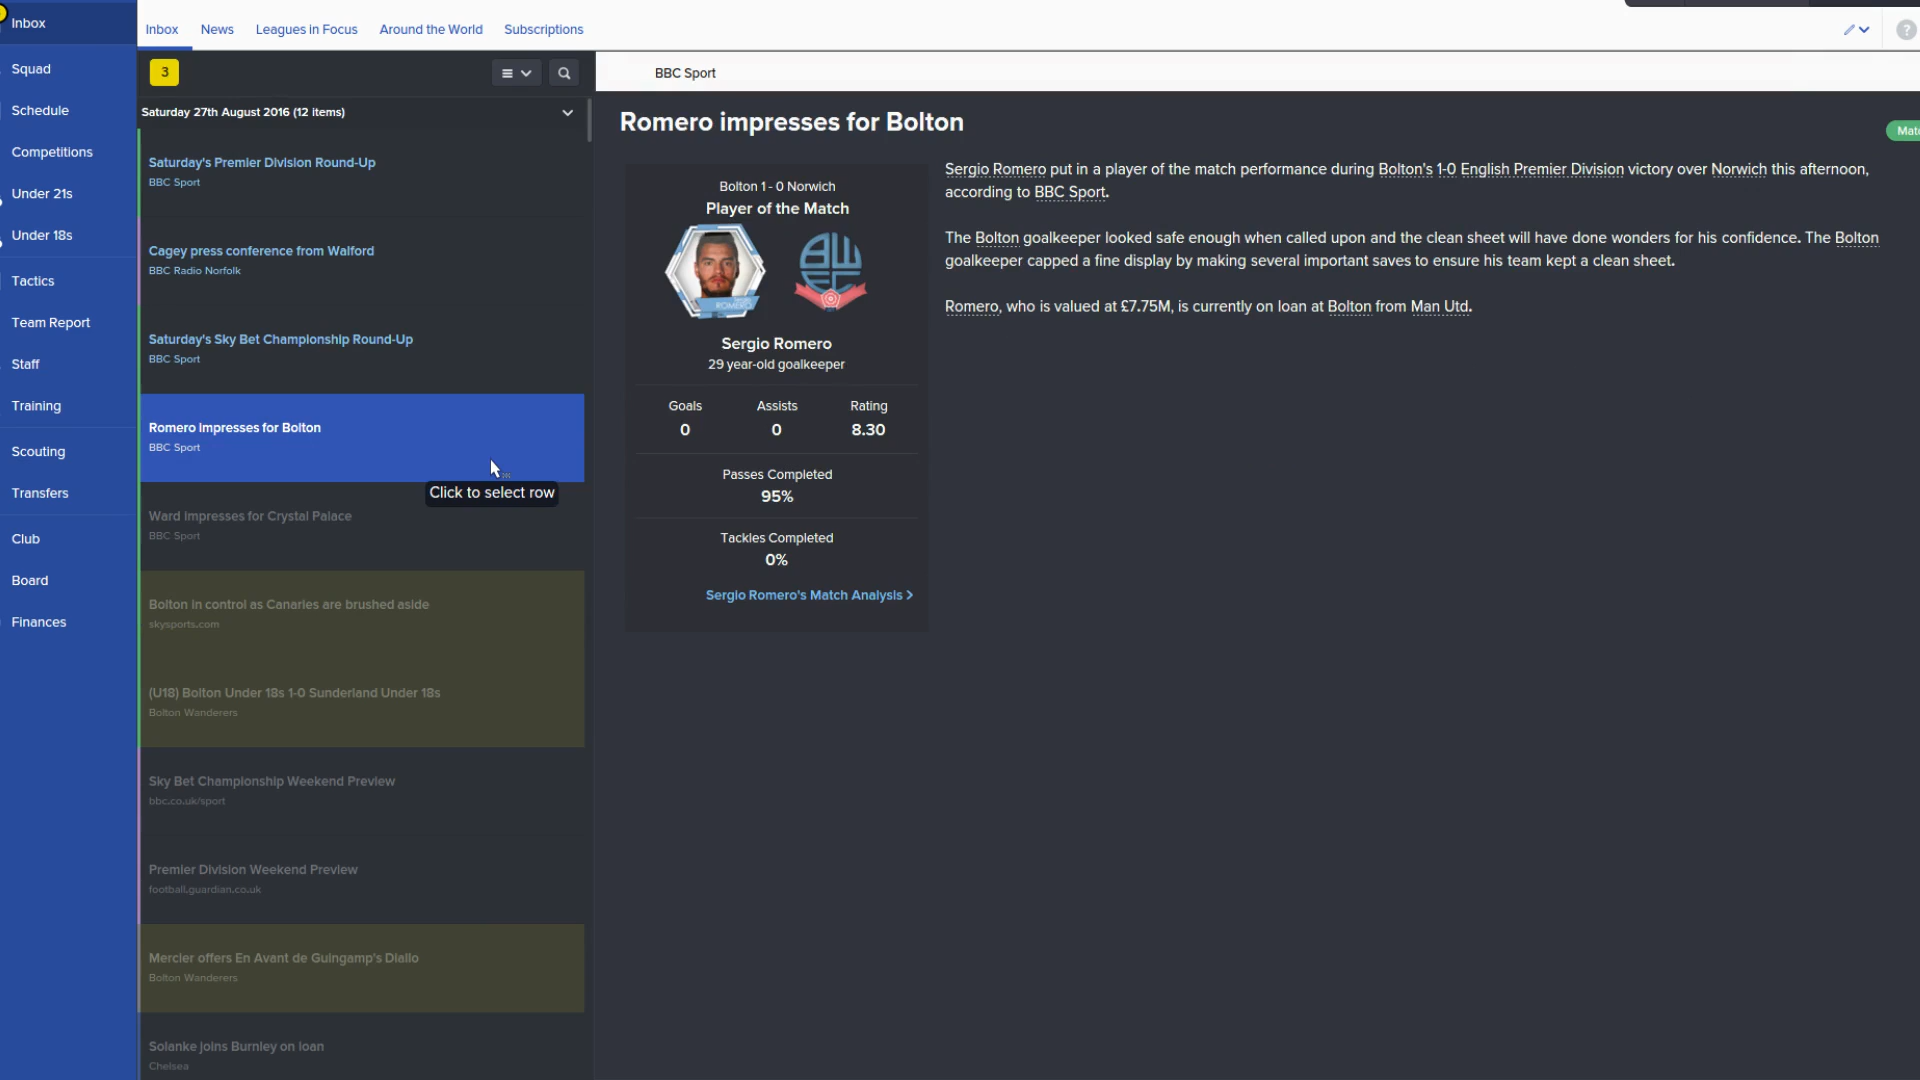 Inbox
Squad
Schedule
Competitions
Under 21s
Under 18s
Tactics
Team Report
Staff
Training
Scouting
Transfers
Club
Board
Finances
Inbox
News
Leagues in Focus
Around the World
Subscriptions
?
3
Saturday 27th August 2016 (12 items)
Saturday's Premier Division Round-Up
BBC Sport
Cagey press conference from Walford
BBC Radio Norfolk
Saturday's Sky Bet Championship Round-Up
BBC Sport
Romero impresses for Bolton
BBC Sport
Click to select row
Ward impresses for Crystal Palace
BBC Sport
Bolton in control as Canaries are brushed aside
skysports.com
(U18) Bolton Under 18s 1-0 Sunderland Under 18s
Bolton Wanderers
Sky Bet Championship Weekend Preview
bbc.co.uk/sport
Premier Division Weekend Preview
football.guardian.co.uk
Mercier offers En Avant de Guingamp's Diallo
Bolton Wanderers
Solanke joins Burnley on loan
Chelsea
BBC Sport
Romero impresses for Bolton
Matc
Bolton 1 - 0 Norwich
Player of the Match
ROMERO
Sergio Romero
29 year-old goalkeeper
Goals Assists Rating
0 0 8.30
Passes Completed
95%
Tackles Completed
0%
Sergio Romero's Match Analysis >
Sergio Romero put in a player of the match performance during Bolton's 1-0 English Premier Division victory over Norwich this afternoon,
according to BBC Sport.
The Bolton goalkeeper looked safe enough when called upon and the clean sheet will have done wonders for his confidence. The Bolton
goalkeeper capped a fine display by making several important saves to ensure his team kept a clean sheet.
Romero, who is valued at £7.75M, is currently on loan at Bolton from Man Utd.